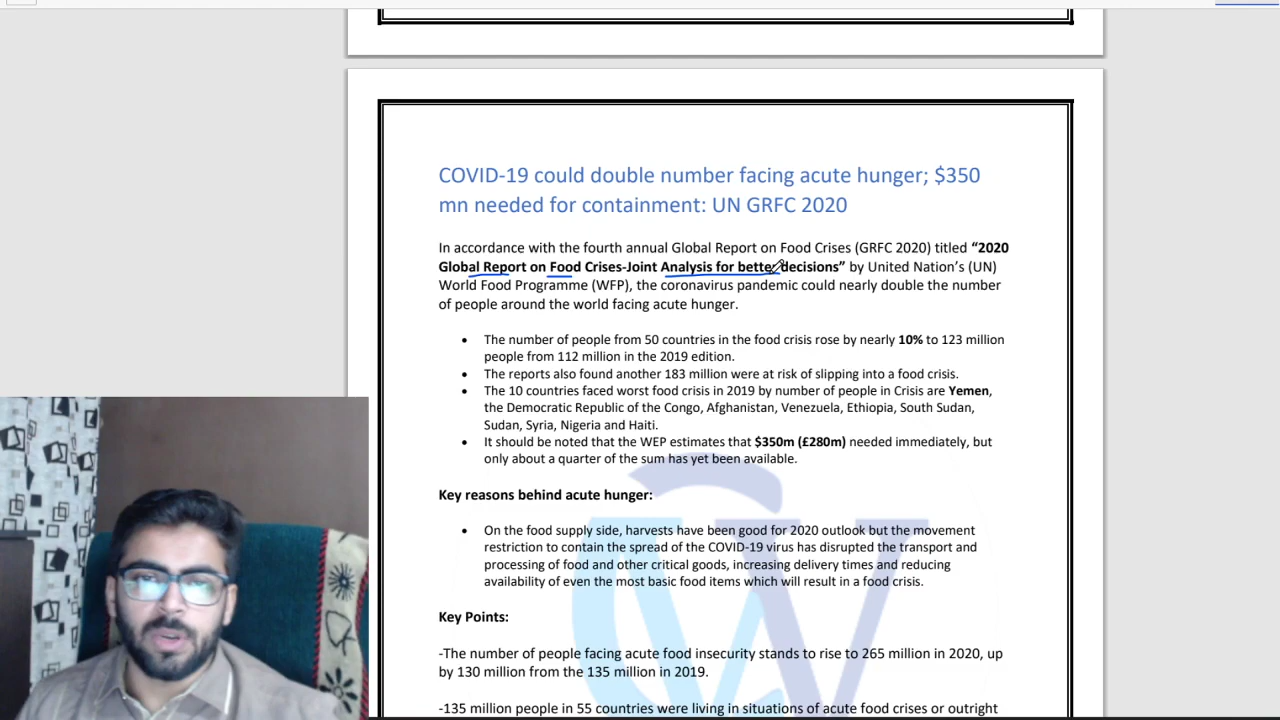 COVID-19 could double number facing acute hunger; $350
mn needed for containment: UN GRFC 2020
In accordance with the fourth annual Global Report on Food Crises (GRFC 2020) titled “2020
Global Report on Food Crises-Joint Analysis for better decisions” by United Nation’s (UN)
World Food Programme (WFP), the coronavirus pandemic could nearly double the number
of people around the world facing acute hunger.
• The number of people from 50 countries in the food crisis rose by nearly 10% to 123 million
people from 112 million in the 2019 edition.
• The reports also found another 183 million were at risk of slipping into a food crisis.
• The 10 countries faced worst food crisis in 2019 by number of people in Crisis are Yemen,
the Democratic Republic of the Congo, Afghanistan, Venezuela, Ethiopia, South Sudan,
Sudan, Syria, Nigeria and Haiti.
• It should be noted that the WEP estimates that $350m (£280m) needed immediately, but
only about a quarter of the sum has yet been available.
Key reasons behind acute hunger:
• On the food supply side, harvests have been good for 2020 outlook but the movement
restriction to contain the spread of the COVID-19 virus has disrupted the transport and
processing of food and other critical goods, increasing delivery times and reducing
availability of even the most basic food items which will result in a food crisis.
Key Points:
-The number of people facing acute food insecurity stands to rise to 265 million in 2020, up
by 130 million from the 135 million in 2019.
-135 million people in 55 countries were living in situations of acute food crises or outright